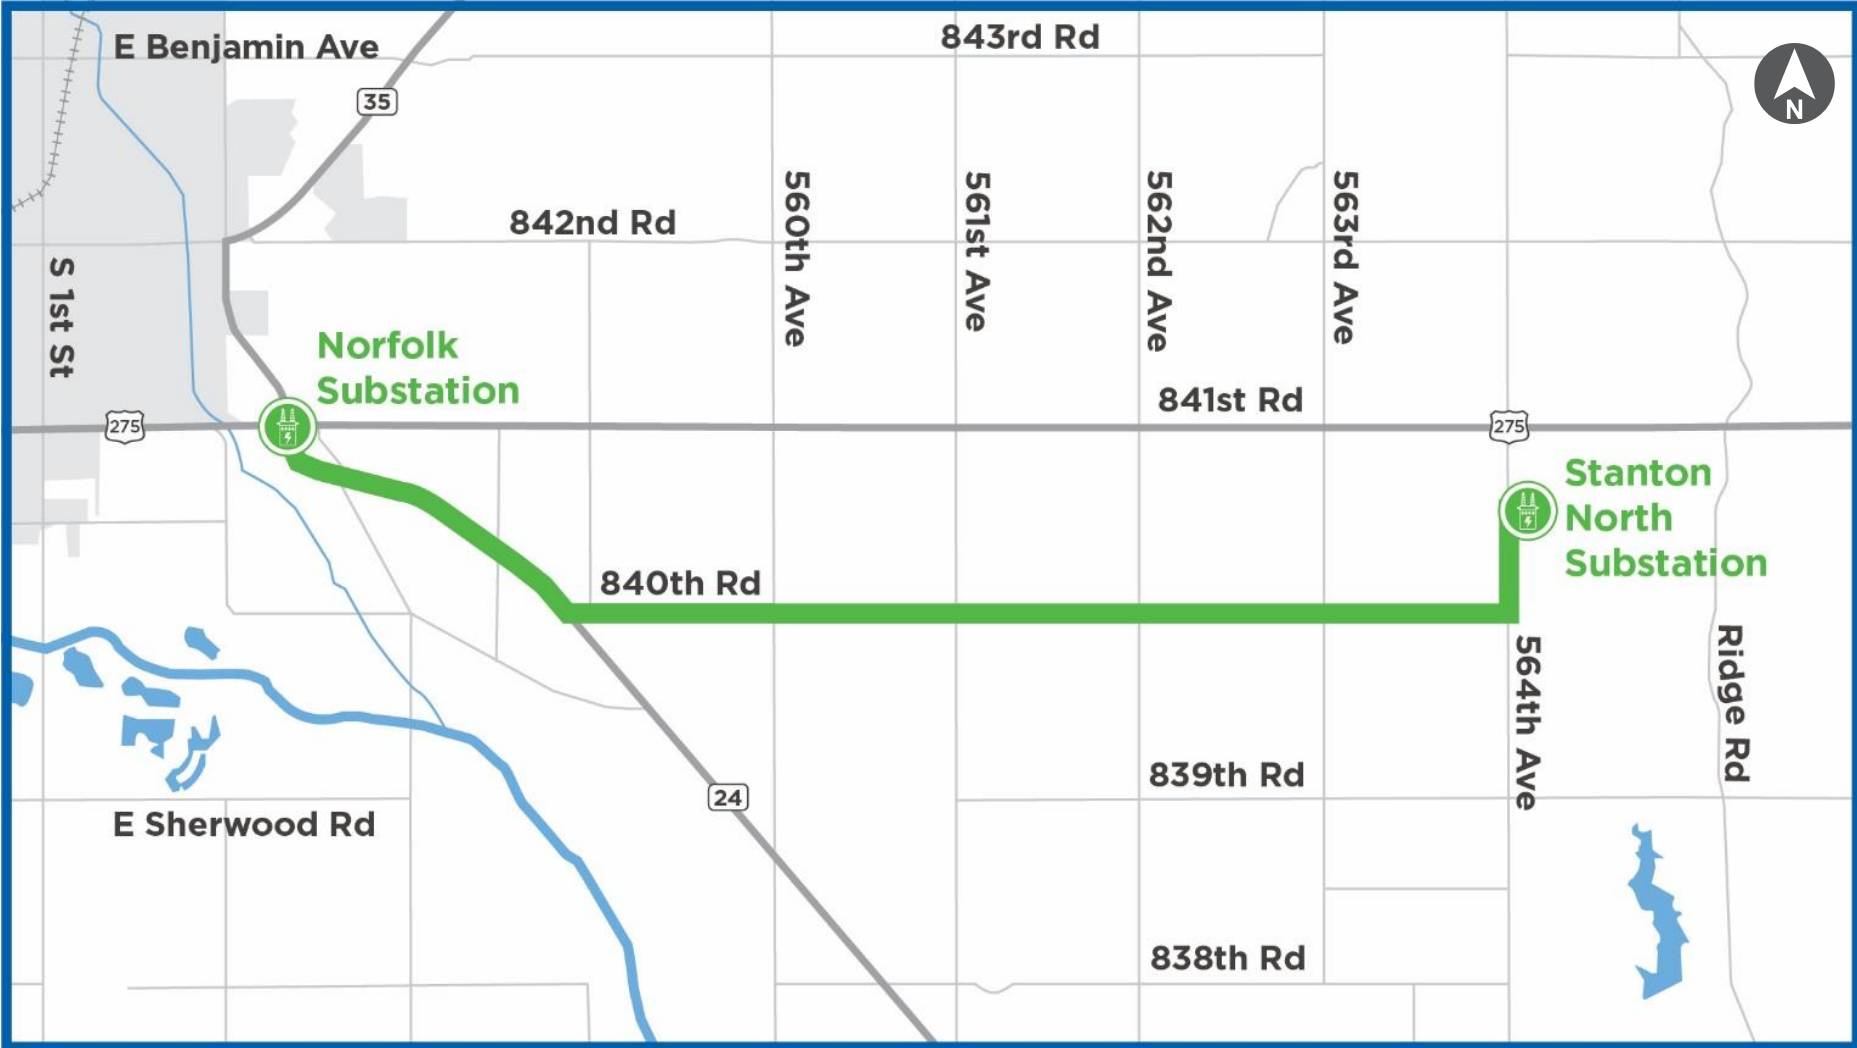 E Benjamin Ave
843rd Rd
35
N
842nd Rd
560th Ave
561st Ave
562nd Ave
563rd Ave
S 1st St
Norfolk
Substation
841st Rd
275
275
Stanton
North
Substation
840th Rd
564th Ave
Ridge Rd
839th Rd
24
E Sherwood Rd
838th Rd